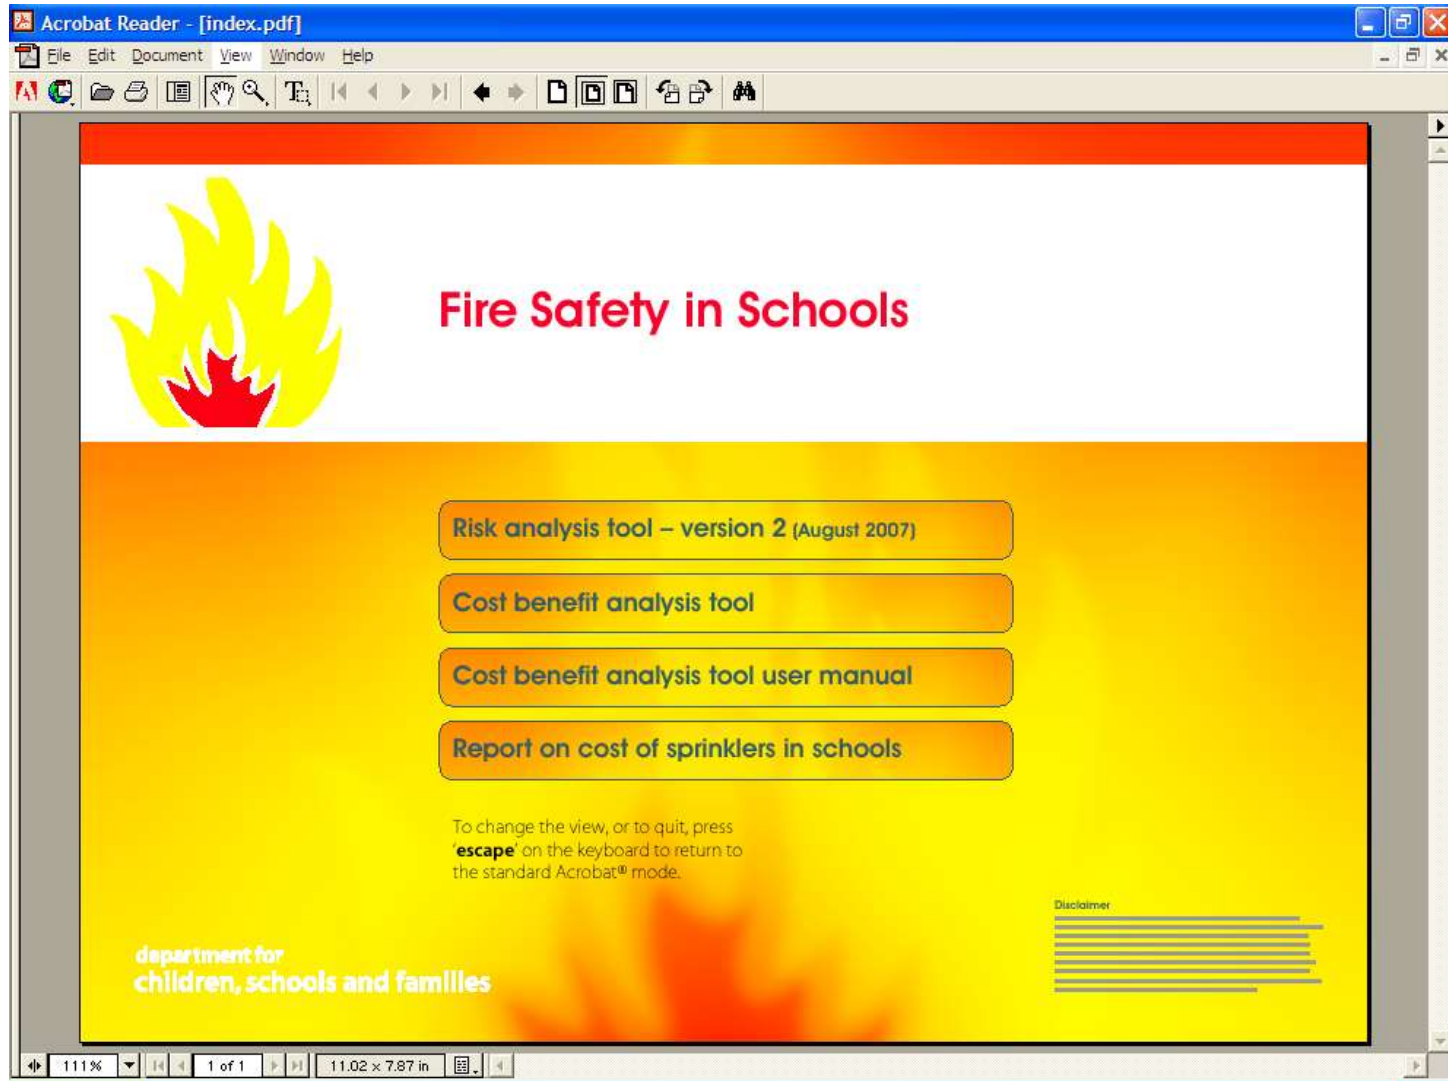 Acrobat Reader - [index.pdf]
File Edit Document View Window Help
Fire Safety in Schools
Risk analysis tool – version 2 (August 2007)
Cost benefit analysis tool
Cost benefit analysis tool user manual
Report on cost of sprinklers in schools
To change the view, or to quit, press
‘escape’ on the keyboard to return to
the standard Acrobat® mode.
Disclaimer
department for
children, schools and families
111% 1 of 1 11.02 x 7.87 in